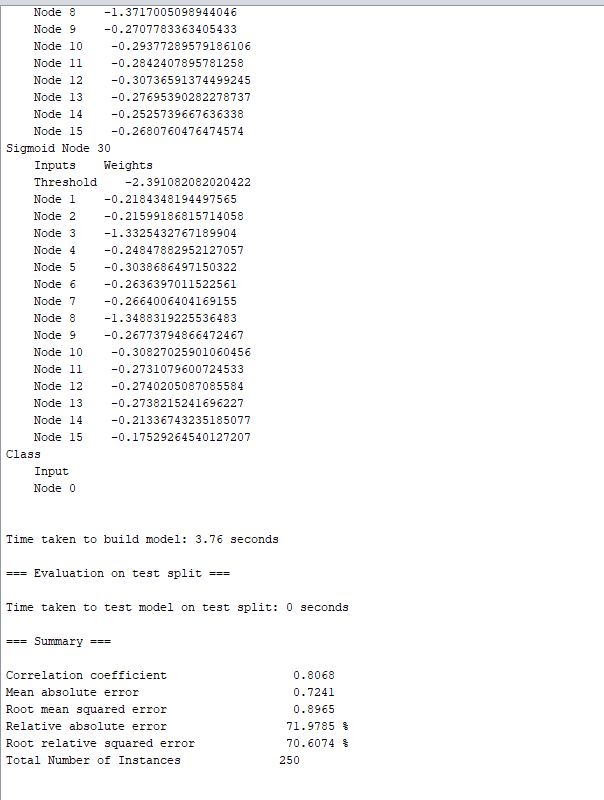 Node 8    -1.3717005098944046
Node 9    -0.2707783363405433
Node 10    -0.29377289579186106
Node 11    -0.2842407895781258
Node 12    -0.30736591374499245
Node 13    -0.27695390282278737
Node 14    -0.2525739667636338
Node 15    -0.2680760476474574
Sigmoid Node 30
Inputs    Weights
Threshold    -2.391082082020422
Node 1    -0.2184348194497565
Node 2    -0.21599186815714058
Node 3    -1.3325432767189904
Node 4    -0.24847882952127057
Node 5    -0.3038686497150322
Node 6    -0.2636397011522561
Node 7    -0.2664006404169155
Node 8    -1.3488319225536483
Node 9    -0.26773794866472467
Node 10    -0.30827025901060456
Node 11    -0.2731079600724533
Node 12    -0.2740205087085584
Node 13    -0.2738215241696227
Node 14    -0.21336743235185077
Node 15    -0.17529264540127207
Class
Input
Node 0
Time taken to build model: 3.76 seconds
=== Evaluation on test split ===
Time taken to test model on test split: 0 seconds
=== Summary ===
Correlation coefficient                  0.8068
Mean absolute error                      0.7241
Root mean squared error                  0.8965
Relative absolute error                 71.9785 %
Root relative squared error             70.6074 %
Total Number of Instances              250